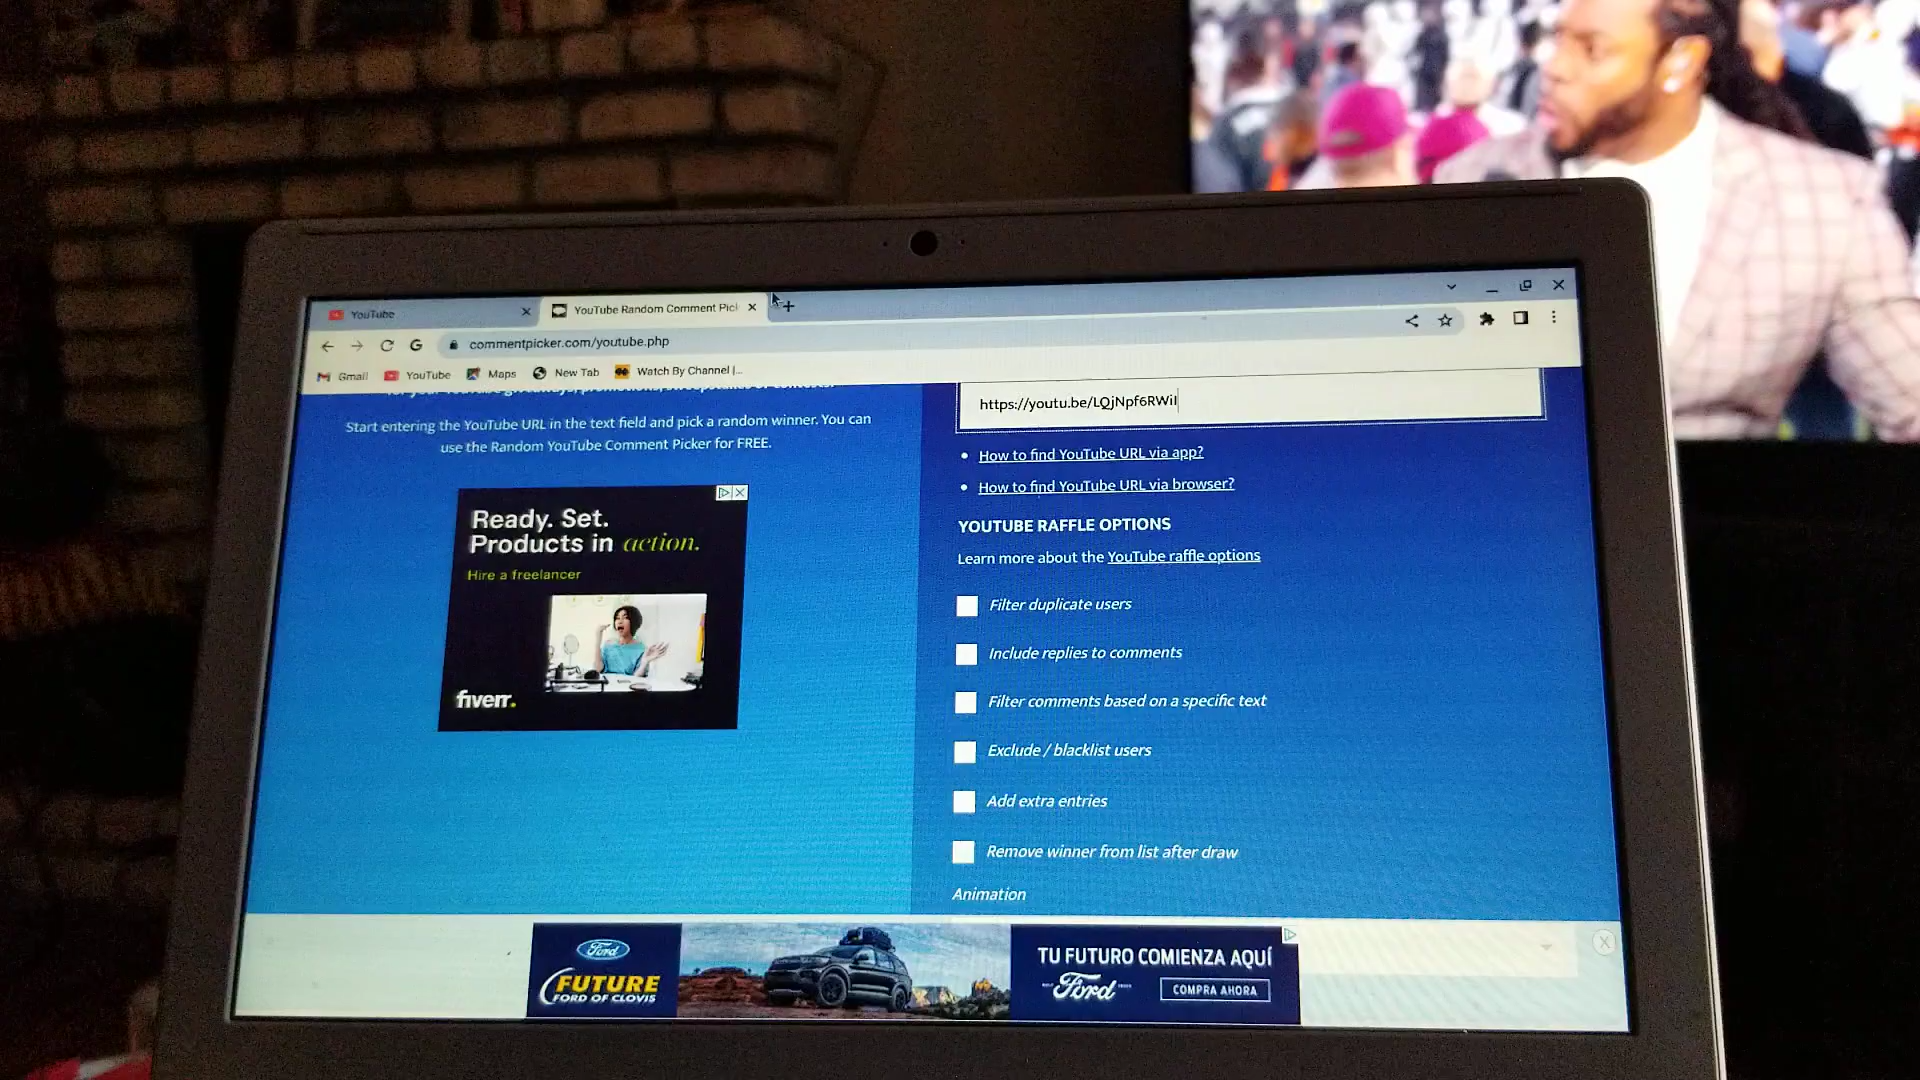 YouTube
YouTube Random Comment Pic
commentpicker.com/youtube.php
Gmail
YouTube
Maps
New Tab
Watch By Channel |...
Start entering the YouTube URL in the text field and pick a random winner. You can
use the Random YouTube Comment Picker for FREE.
Ready. Set.
Products in action.
Hire a freelancer
fiverr.
https://youtu.be/LQjNpf6RWiI
How to find YouTube URL via app?
How to find YouTube URL via browser?
YOUTUBE RAFFLE OPTIONS
Learn more about the YouTube raffle options
Filter duplicate users
Include replies to comments
Filter comments based on a specific text
Exclude / blacklist users
Add extra entries
Remove winner from list after draw
Animation
Ford
FUTURE
FORD OF CLOVIS
TU FUTURO COMIENZA AQUÍ
Ford
COMPRA AHORA